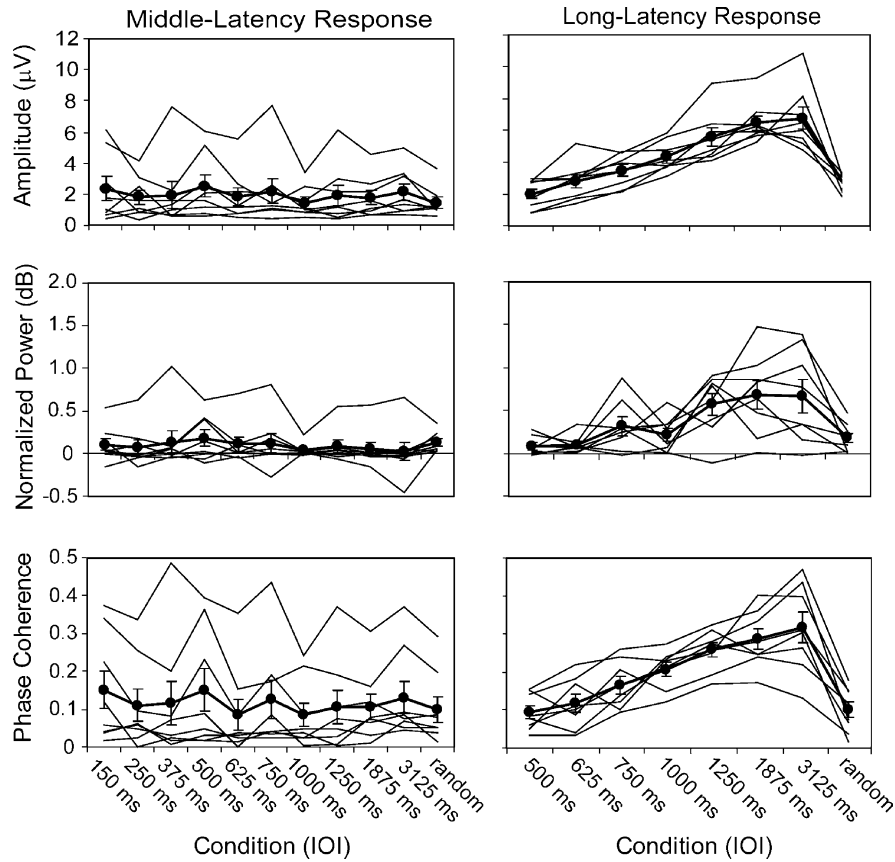 Middle-Latency Response
Long-Latency Response
Amplitude (µV)
12
10
8
6
4
2
0
Normalized Power (dB)
2.0
1.5
1.0
0.5
0
-0.5
Phase Coherence
0.5
0.4
0.3
0.2
0.1
0
150 ms
250 ms
375 ms
500 ms
625 ms
750 ms
1000 ms
1250 ms
1875 ms
3125 ms
random
500 ms
625 ms
750 ms
1000 ms
1250 ms
1875 ms
3125 ms
random
Condition (IOI)
Condition (IOI)